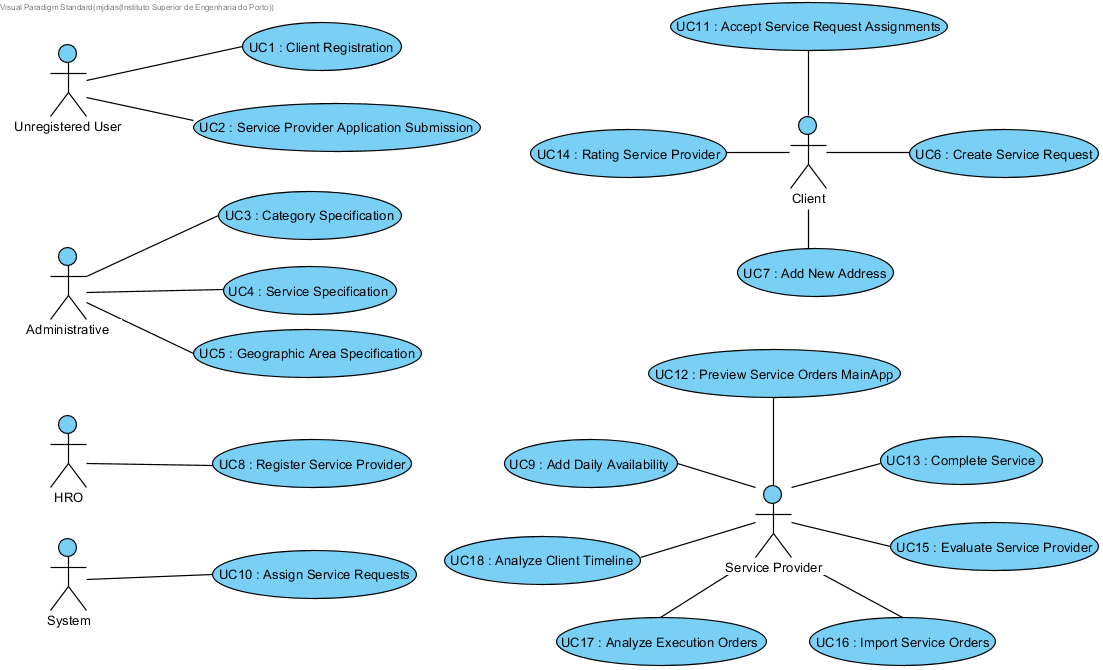 Visual Paradigm Standard(mjdias(Instituto Superior de Engenharia do Porto))
UC1 : Client Registration
UC2 : Service Provider Application Submission
Unregistered User
UC3 : Category Specification
UC4 : Service Specification
UC5 : Geographic Area Specification
Administrative
UC8 : Register Service Provider
HRO
UC10 : Assign Service Requests
System
UC11 : Accept Service Request Assignments
UC14 : Rating Service Provider
UC6 : Create Service Request
Client
UC7 : Add New Address
UC12 : Preview Service Orders MainApp
UC9 : Add Daily Availability
UC13 : Complete Service
UC18 : Analyze Client Timeline
UC15 : Evaluate Service Provider
Service Provider
UC17 : Analyze Execution Orders
UC16 : Import Service Orders